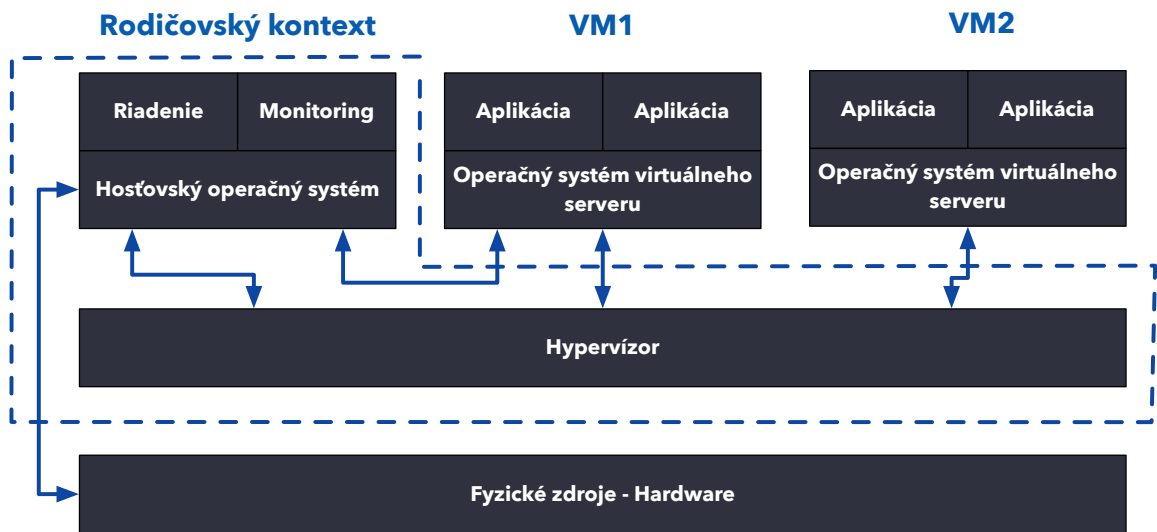 Rodičovský kontext
VM1
VM2
Riadenie
Monitoring
Hosťovský operačný systém
Aplikácia
Aplikácia
Operačný systém virtuálneho
serveru
Aplikácia
Aplikácia
Operačný systém virtuálneho
serveru
Hypervízor
Fyzické zdroje - Hardware